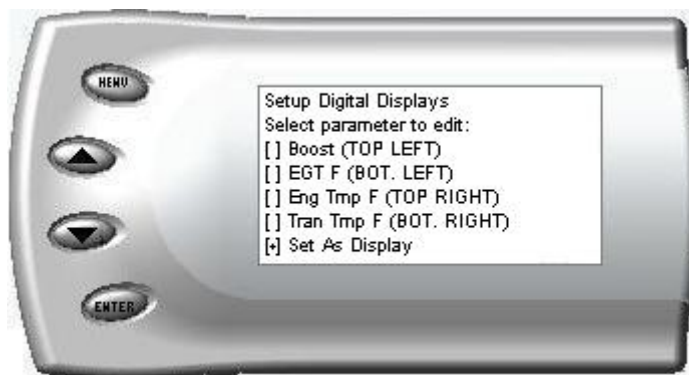 MENU
Setup Digital Displays
Select parameter to edit:
[ ] Boost (TOP LEFT)
[ ] EGT F (BOT. LEFT)
[ ] Eng Tmp F (TOP RIGHT)
[ ] Tran Tmp F (BOT. RIGHT)
[+] Set As Display
ENTER